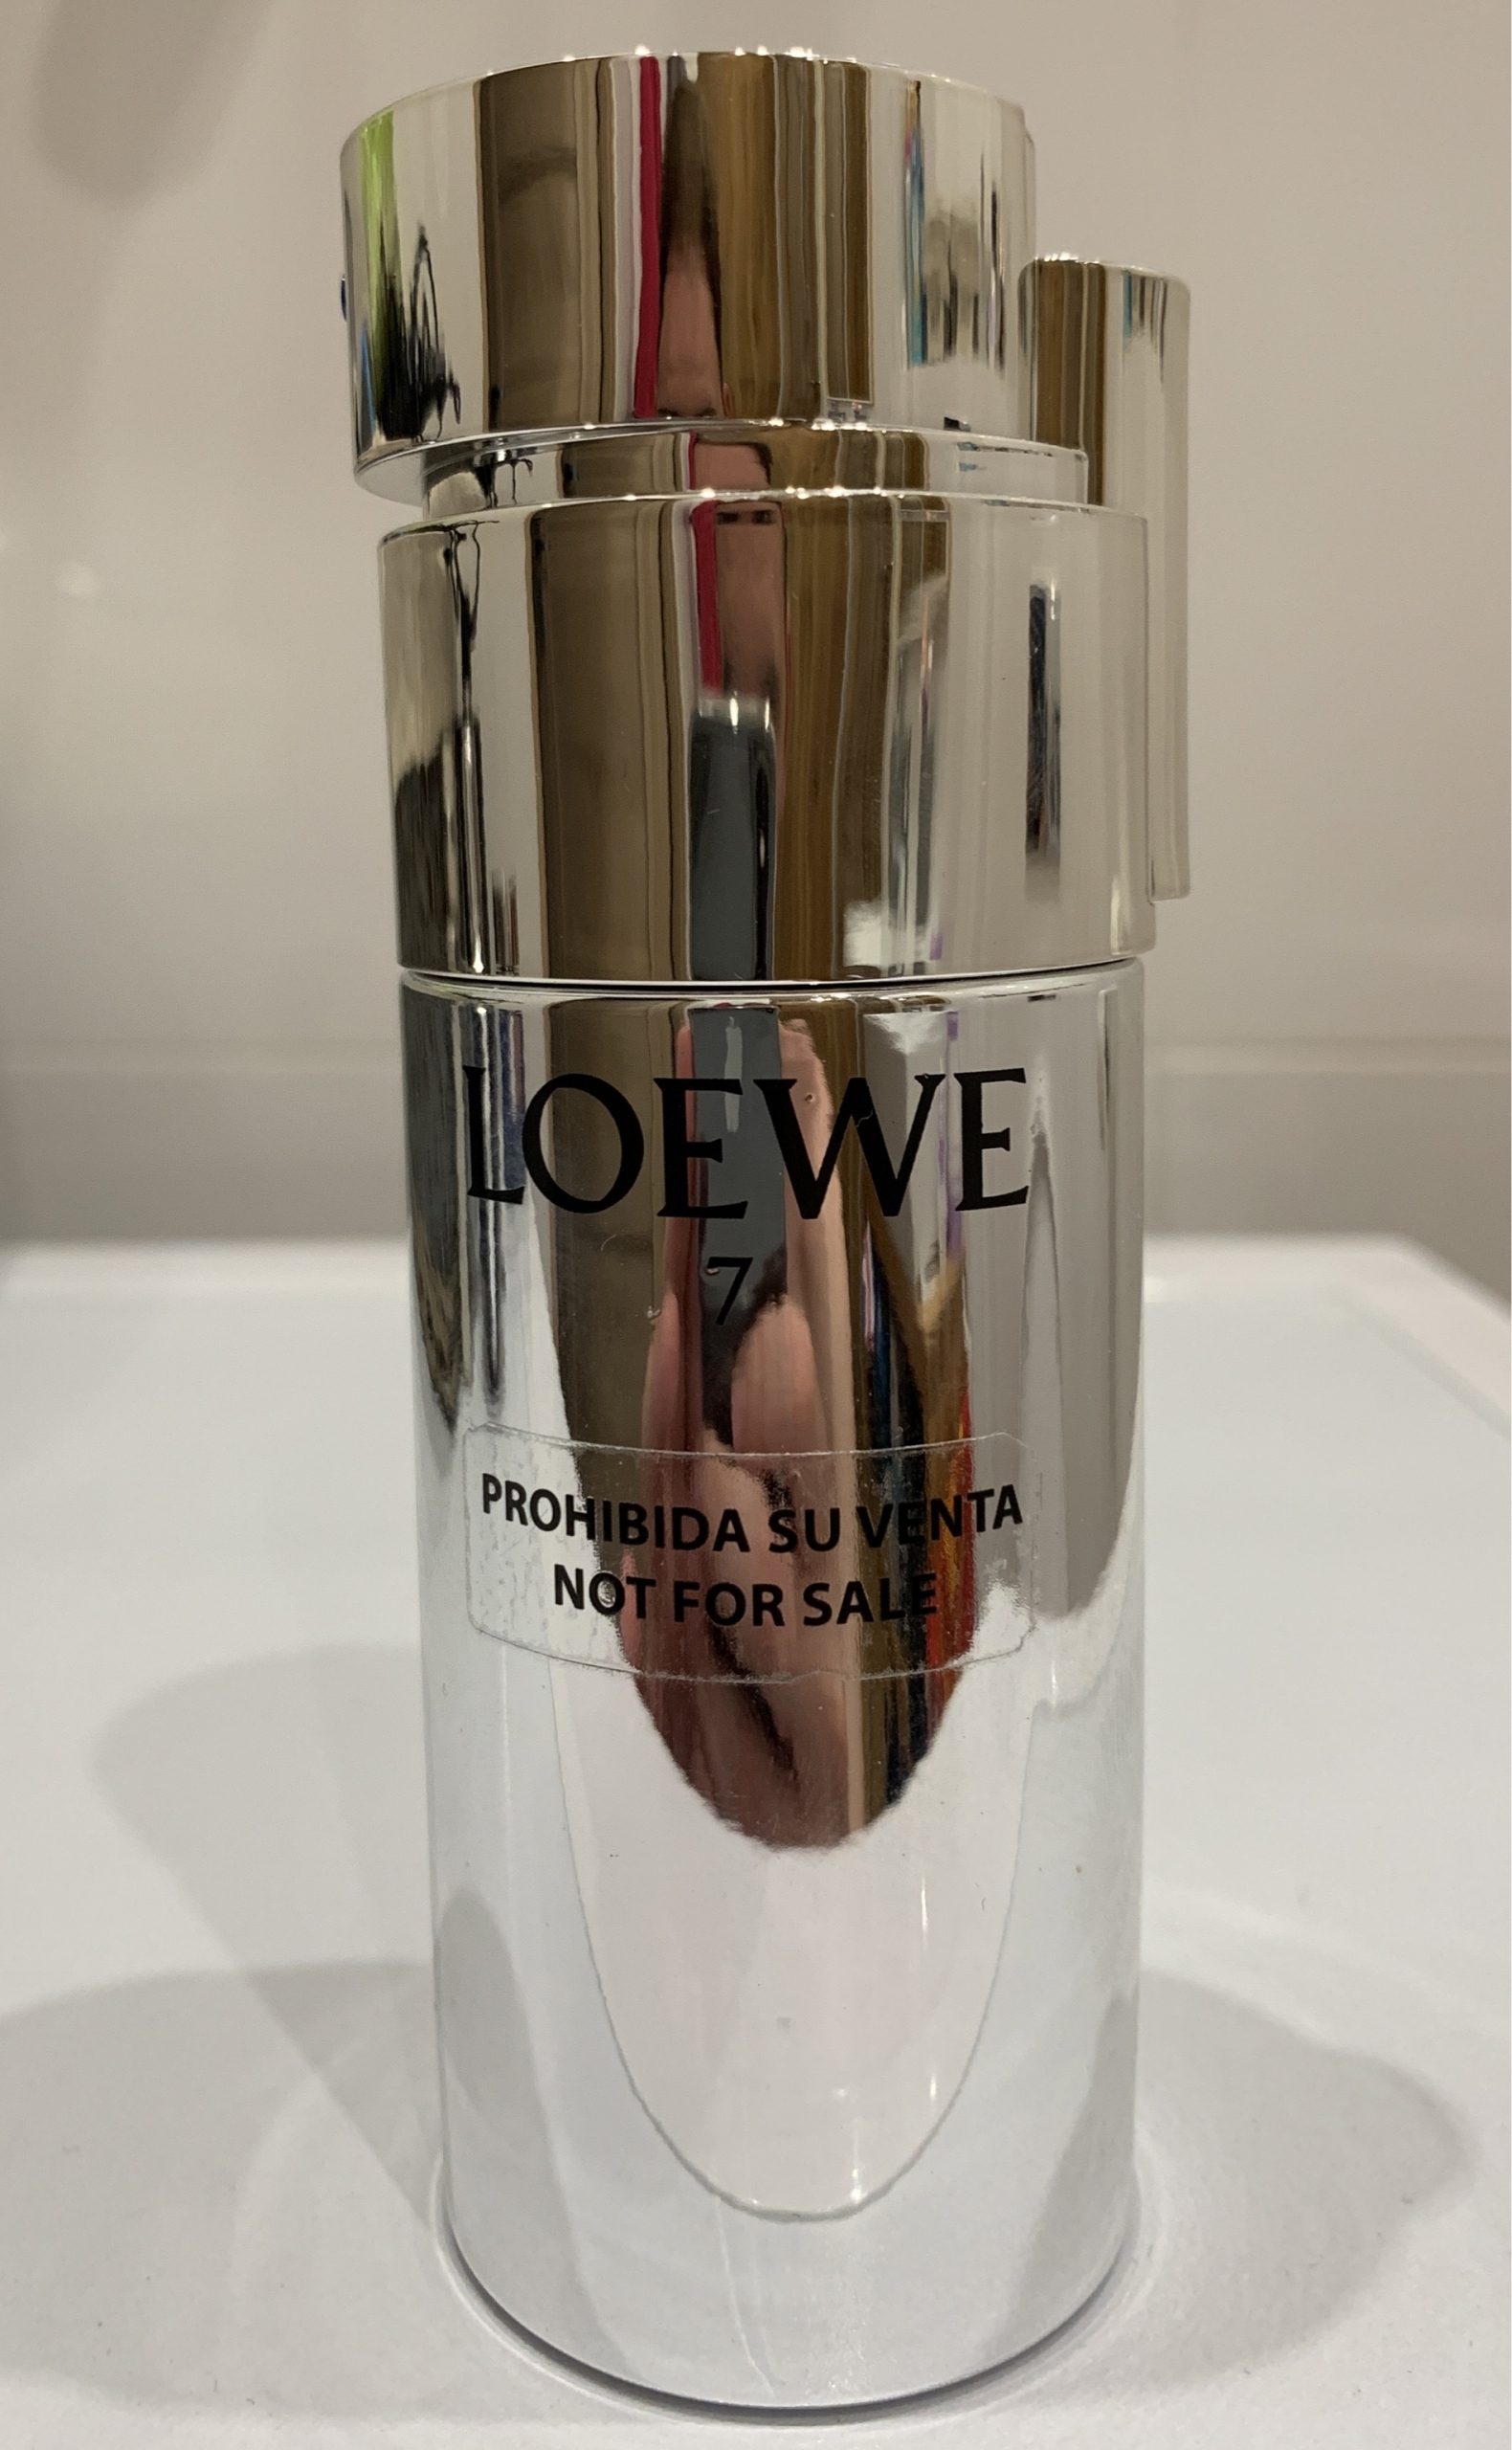 LOEWE
7
PROHIBIDA SU VENTA
NOT FOR SALE